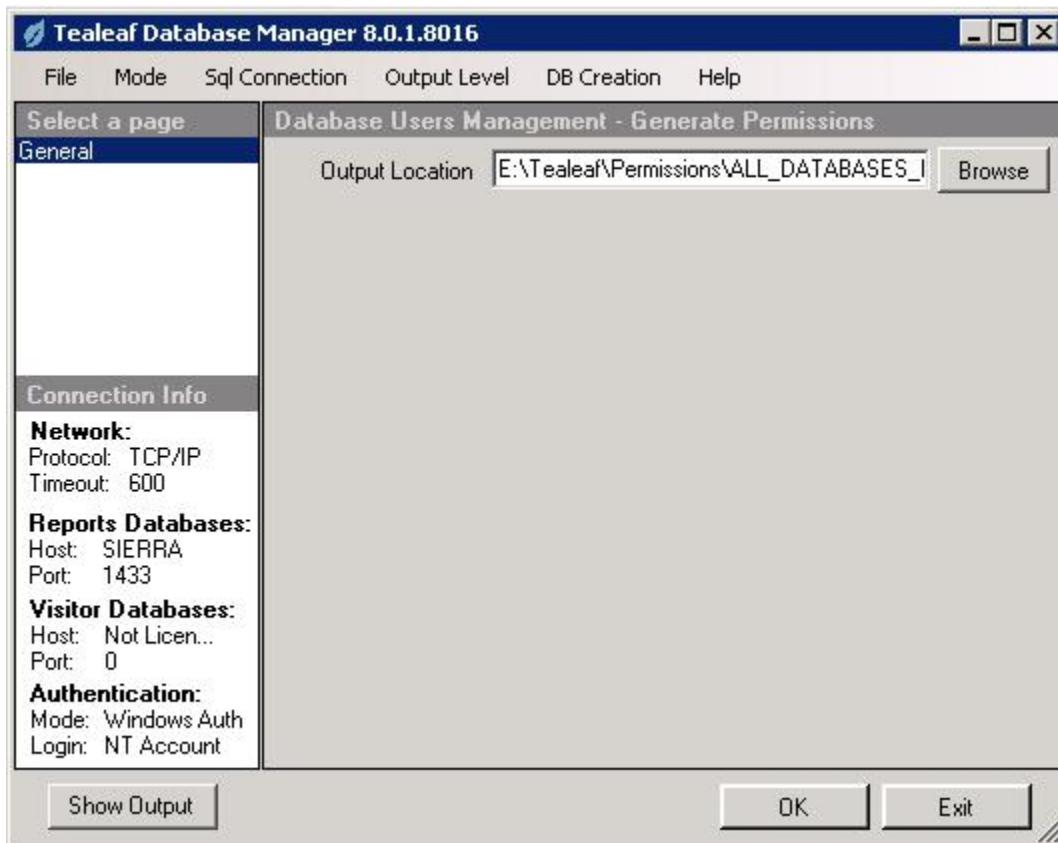 Tealeaf Database Manager 8.0.1.8016
File Mode Sql Connection Output Level DB Creation Help
Select a page
General
Database Users Management - Generate Permissions
Output Location E:\Tealeaf\Permissions\ALL_DATABASES_ Browse
Connection Info
Network:
Protocol: TCP/IP
Timeout: 600
Reports Databases:
Host: SIERRA
Port: 1433
Visitor Databases:
Host: Not Licen...
Port: 0
Authentication:
Mode: Windows Auth
Login: NT Account
Show Output OK Exit